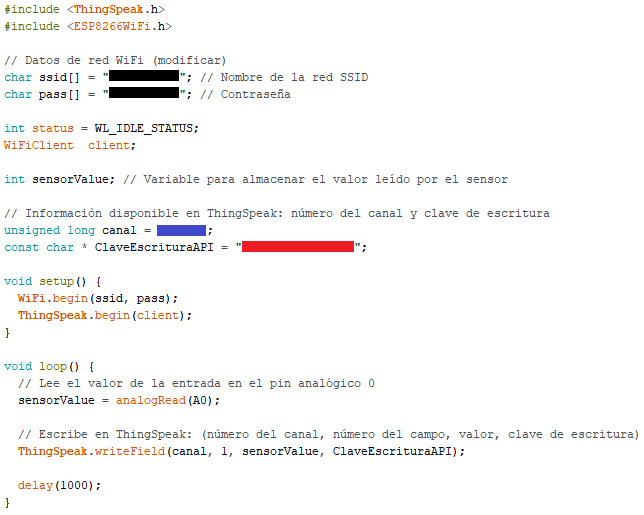 #include <ThingSpeak.h>
#include <ESP8266WiFi.h>
// Datos de red WiFi (modificar)
char ssid[] = ""; // Nombre de la red SSID
char pass[] = ""; // Contraseña
int status = WL_IDLE_STATUS;
WiFiClient  client;
int sensorValue; // Variable para almacenar el valor leído por el sensor
// Informaciòn disponible en ThingSpeak: número del canal y clave de escritura
unsigned long canal = ;
const char * ClaveEscrituraAPI = "";
void setup() {
  WiFi.begin(ssid, pass);
  ThingSpeak.begin(client);
}
void loop() {
  // Lee el valor de la entrada en el pin analógico 0
  sensorValue = analogRead(A0);
  // Escribe en ThingSpeak: (número del canal, número del campo, valor, clave de escritura)
  ThingSpeak.writeField(canal, 1, sensorValue, ClaveEscrituraAPI);
  delay(1000);
}